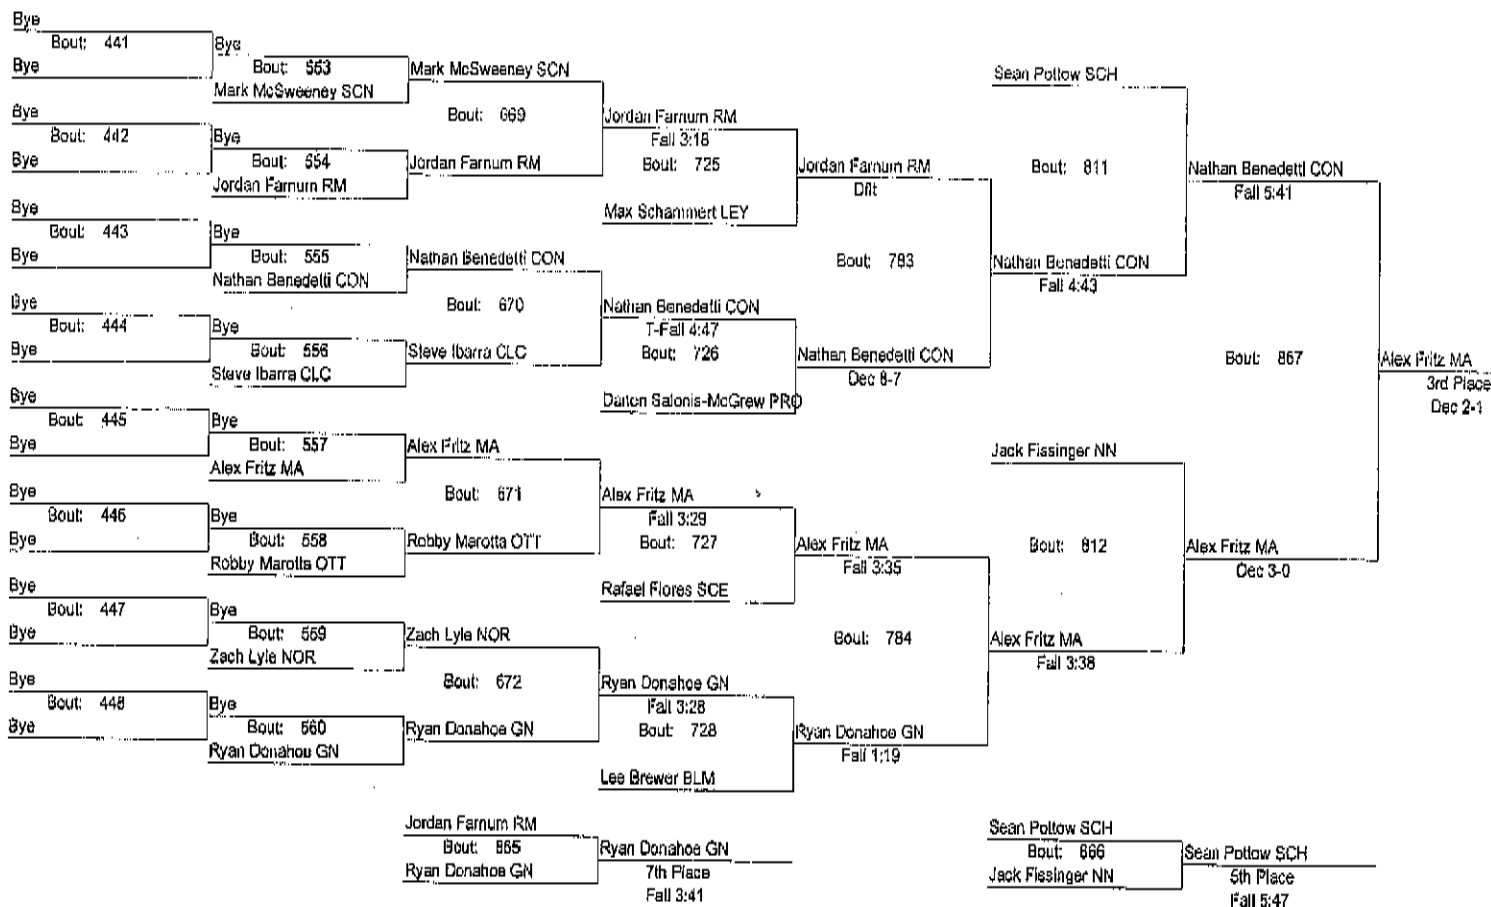 Bye
Bout: 441
Bye
Bye
Bout: 553
Mark McSweeney SCN
Mark McSweeney SCN
Bye
Bout: 442
Bye
Bye
Bout: 554
Jordan Farnum RM
Bout: 669
Jordan Farnum RM
Jordan Farnum RM
Fall 3:18
Bout: 725
Max Schammert LEY
Jordan Farnum RM
Dflt
Bye
Bout: 443
Bye
Bye
Bout: 555
Nathan Benedetti CON
Nathan Benedetti CON
Bye
Bout: 444
Bye
Bye
Bout: 556
Steve Ibarra CLC
Bout: 670
Steve Ibarra CLC
Nathan Benedetti CON
T-Fall 4:47
Bout: 726
Danon Salonis-McGrew PRO
Nathan Benedetti CON
Dec 8-7
Bout: 783
Nathan Benedetti CON
Fall 4:43
Sean Pottow SCH
Bout: 811
Nathan Benedetti CON
Fall 5:41
Bye
Bout: 445
Bye
Bye
Bout: 557
Alex Fritz MA
Alex Fritz MA
Bye
Bout: 446
Bye
Bye
Bout: 558
Robby Marotta OTT
Bout: 671
Robby Marotta OTT
Alex Fritz MA
Fall 3:29
Bout: 727
Rafael Flores SCE
Alex Fritz MA
Fall 3:35
Bye
Bout: 447
Bye
Bye
Bout: 559
Zach Lyle NOR
Zach Lyle NOR
Bye
Bout: 448
Bye
Bye
Bout: 560
Ryan Donahoe GN
Bout: 672
Ryan Donahoe GN
Ryan Donahoe GN
Fall 3:28
Bout: 728
Lee Brewer BLM
Ryan Donahoe GN
Fall 1:19
Bout: 784
Alex Fritz MA
Fall 3:38
Jack Fissinger NN
Bout: 812
Alex Fritz MA
Dec 3-0
Bout: 867
Alex Fritz MA
3rd Place
Dec 2-1
Jordan Farnum RM
Bout: 865
Ryan Donahoe GN
Ryan Donahoe GN
7th Place
Fall 3:41
Sean Pottow SCH
Bout: 866
Jack Fissinger NN
Sean Pottow SCH
5th Place
Fall 5:47